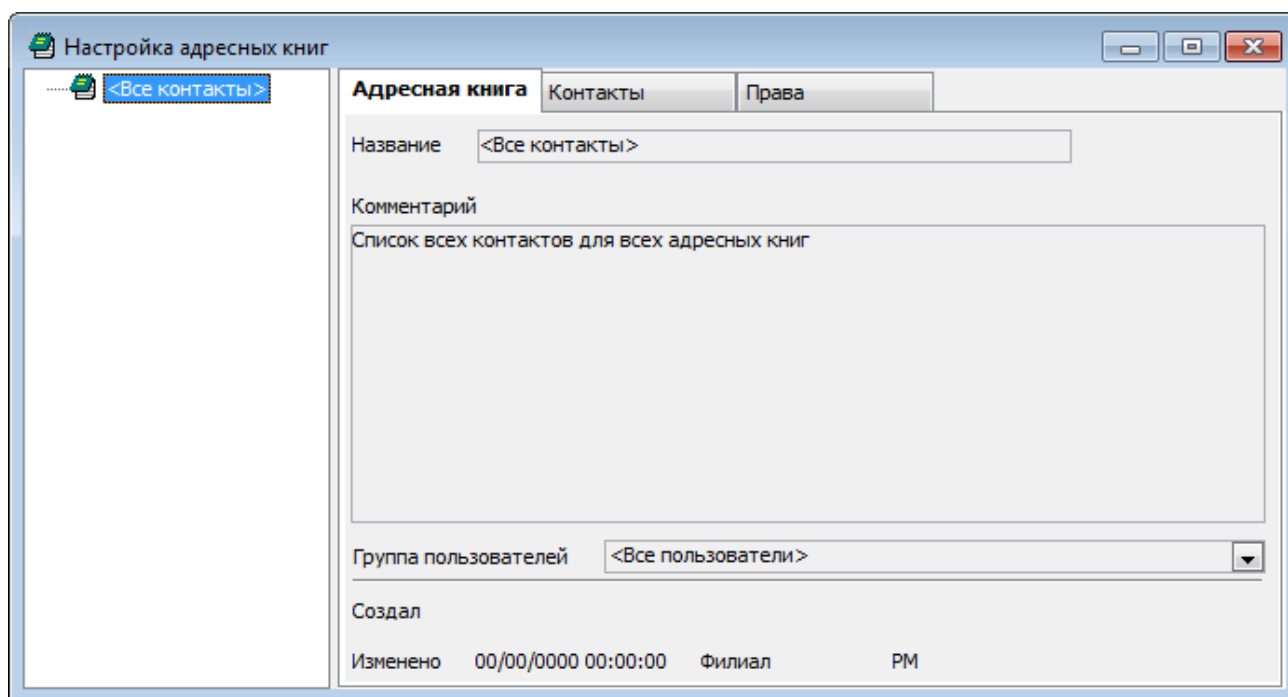 Настройка адресных книг
<Все контакты>
Адресная книга Контакты Права
Название <Все контакты>
Комментарий
Список всех контактов для всех адресных книг
Группа пользователей <Все пользователи>
Создал
Изменено 00/00/0000 00:00:00 Филиал РМ